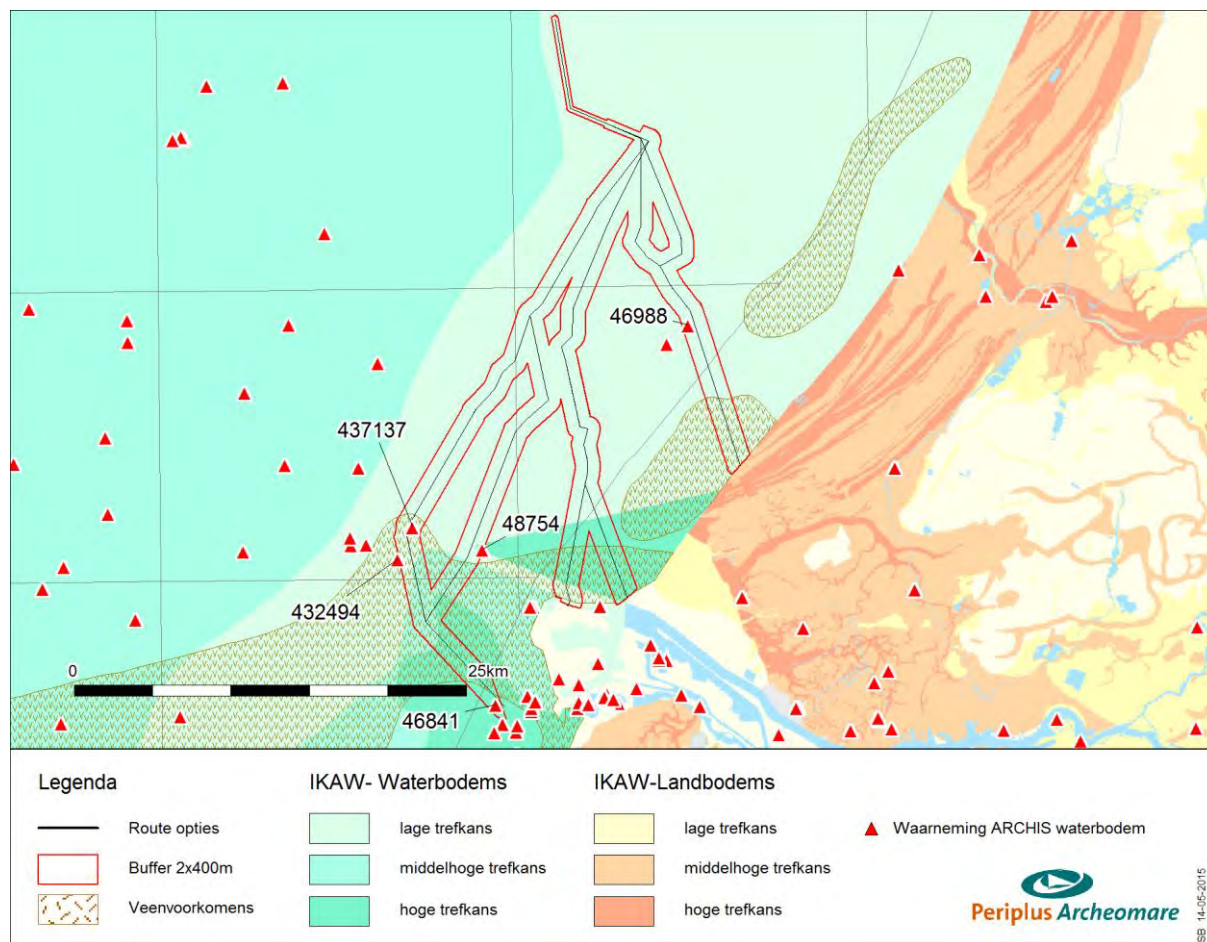 46988
437137
48754
432494
0
25km
46841
Legenda
Route opties
Buffer 2x400m
Veenvoorkomens
IKAW- Waterbodems
lage trefkans
middelhoge trefkans
hoge trefkans
IKAW-Landbodems
lage trefkans
middelhoge trefkans
hoge trefkans
Waarneming ARCHIS waterbodem
Periplus Archeomare
SB 14-05-2015